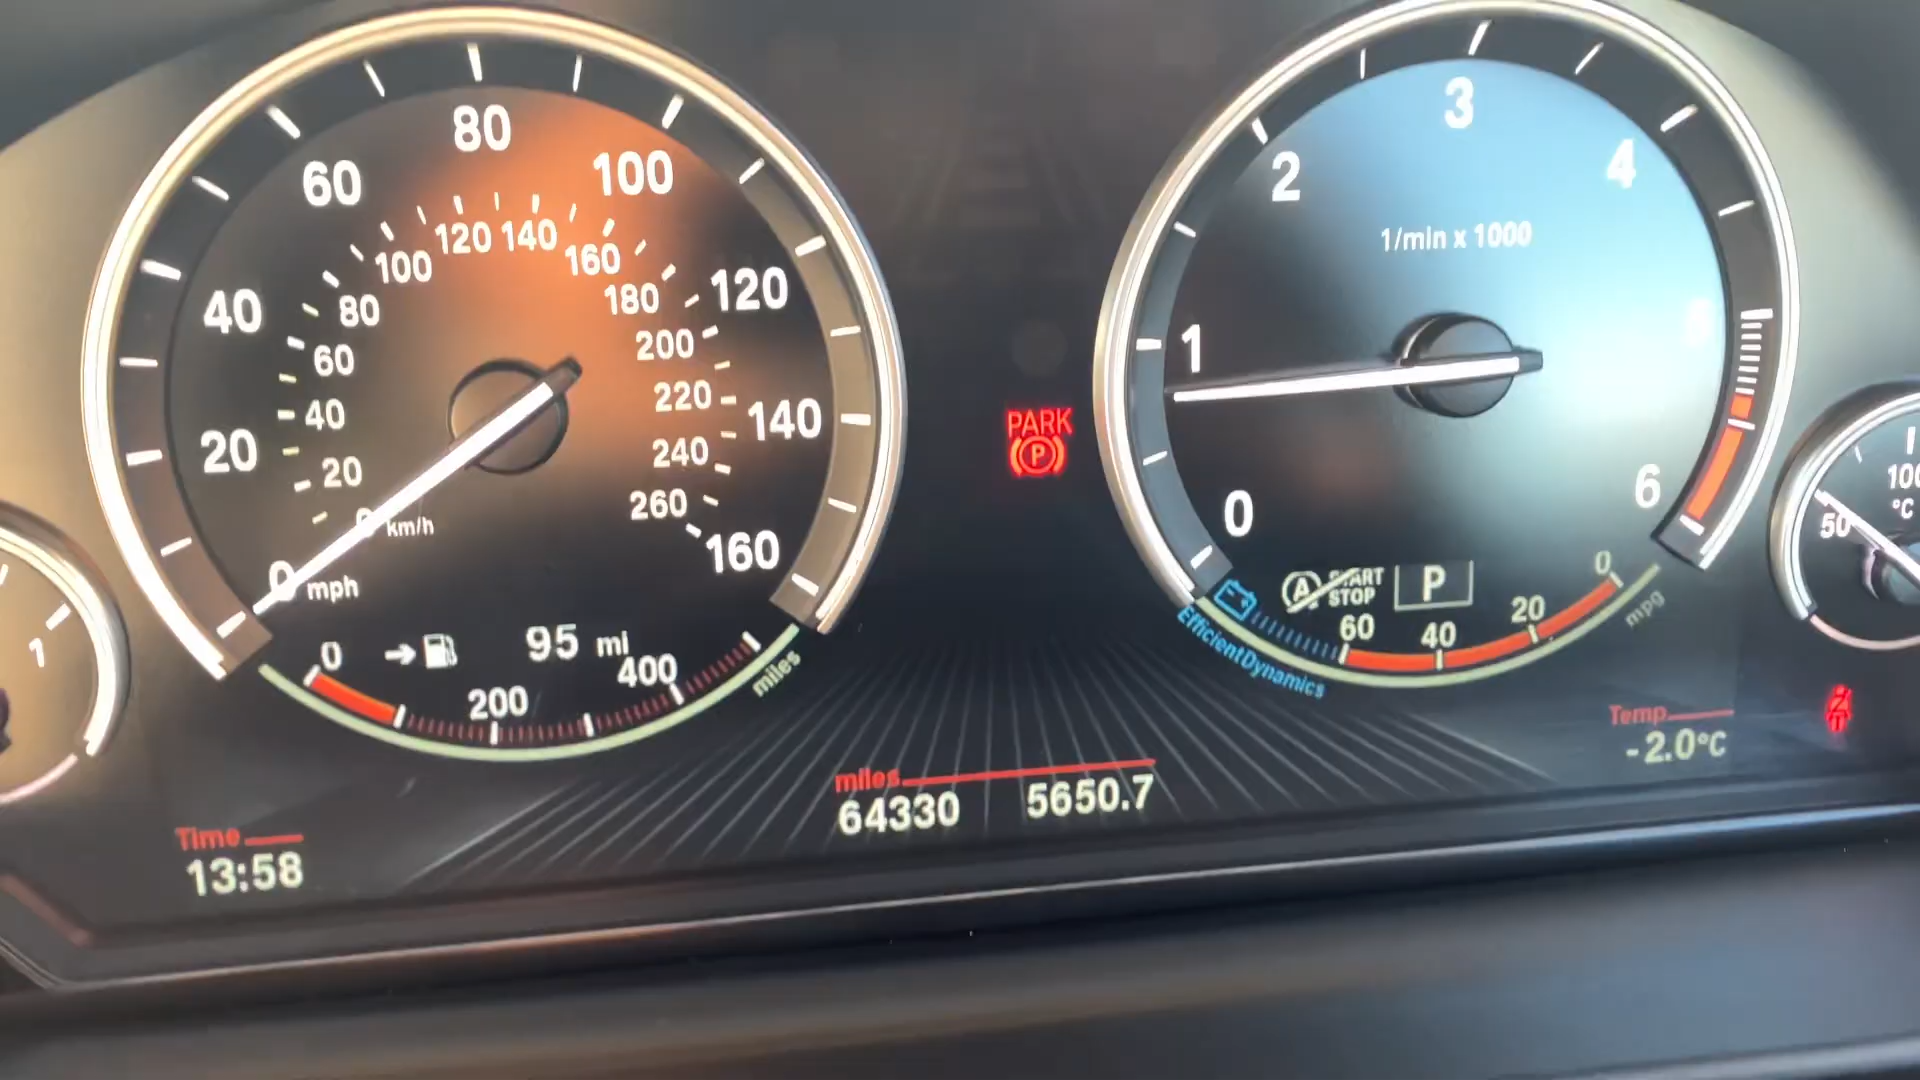 80
60
100
40
120
20
140
0 mph
160
120
140
100
160
80
180
60
200
40
220
20
240
0 km/h
260
0
95 mi
200
400
miles
PARK
P
3
2
4
1/min x 1000
1
0
6
A START
STOP
P
0
20
40
60
mpg
EfficientDynamics
100
50
°C
Temp
-2.0°C
miles
64330 5650.7
Time
13:58